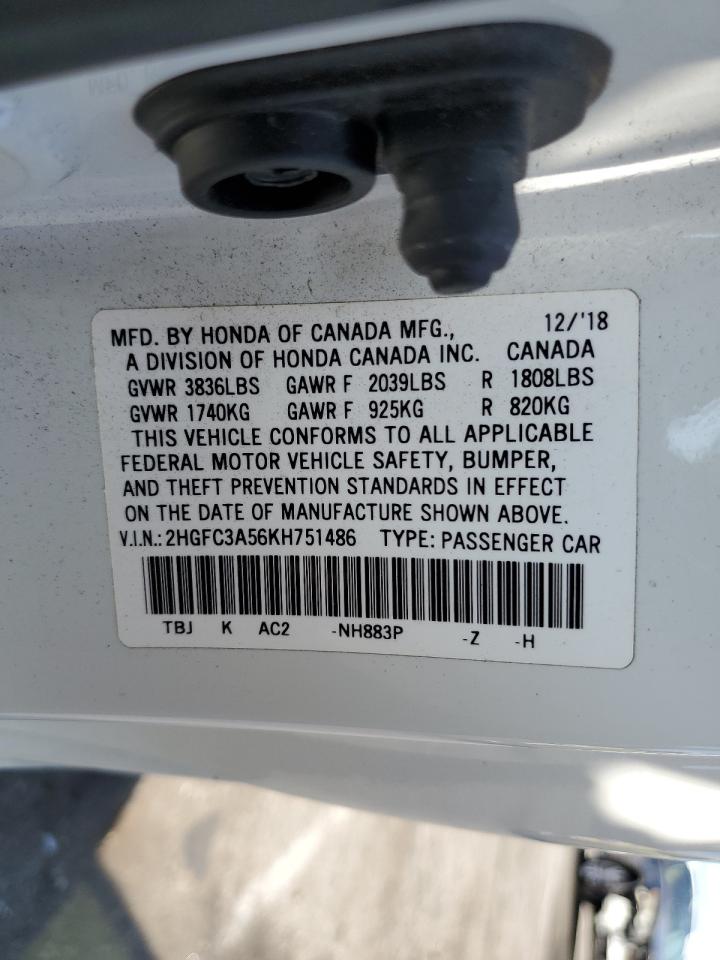 MFD. BY HONDA OF CANADA MFG., 12/'18
A DIVISION OF HONDA CANADA INC. CANADA
GVWR 3836LBS GAWR F 2039LBS R 1808LBS
GVWR 1740KG GAWR F 925KG R 820KG
THIS VEHICLE CONFORMS TO ALL APPLICABLE
FEDERAL MOTOR VEHICLE SAFETY, BUMPER,
AND THEFT PREVENTION STANDARDS IN EFFECT
ON THE DATE OF MANUFACTURE SHOWN ABOVE.
V.I.N.: 2HGFC3A56KH751486 TYPE: PASSENGER CAR
TBJ K AC2 -NH883P -Z -H